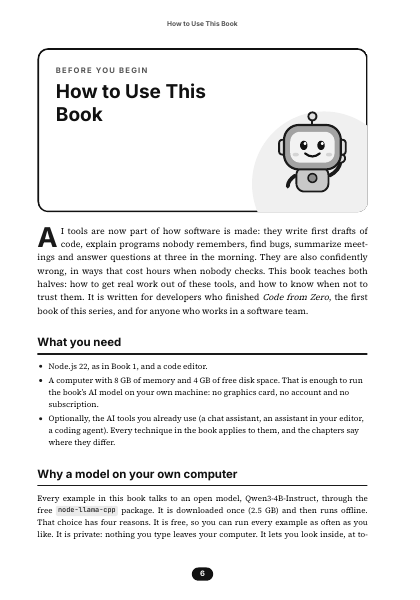 How to Use This Book
BEFORE YOU BEGIN
How to Use This
Book
AI tools are now part of how software is made: they write first drafts of
code, explain programs nobody remembers, find bugs, summarize meet-
ings and answer questions at three in the morning. They are also confidently
wrong, in ways that cost hours when nobody checks. This book teaches both
halves: how to get real work out of these tools, and how to know when not to
trust them. It is written for developers who finished Code from Zero, the first
book of this series, and for anyone who works in a software team.
What you need
• Node.js 22, as in Book 1, and a code editor.
• A computer with 8 GB of memory and 4 GB of free disk space. That is enough to run
the book's AI model on your own machine: no graphics card, no account and no
subscription.
• Optionally, the AI tools you already use (a chat assistant, an assistant in your editor,
a coding agent). Every technique in the book applies to them, and the chapters say
where they differ.
Why a model on your own computer
Every example in this book talks to an open model, Qwen3-4B-Instruct, through the
free node-llama-cpp package. It is downloaded once (2.5 GB) and then runs offline.
That choice has four reasons. It is free, so you can run every example as often as you
like. It is private: nothing you type leaves your computer. It lets you look inside, at to-
6